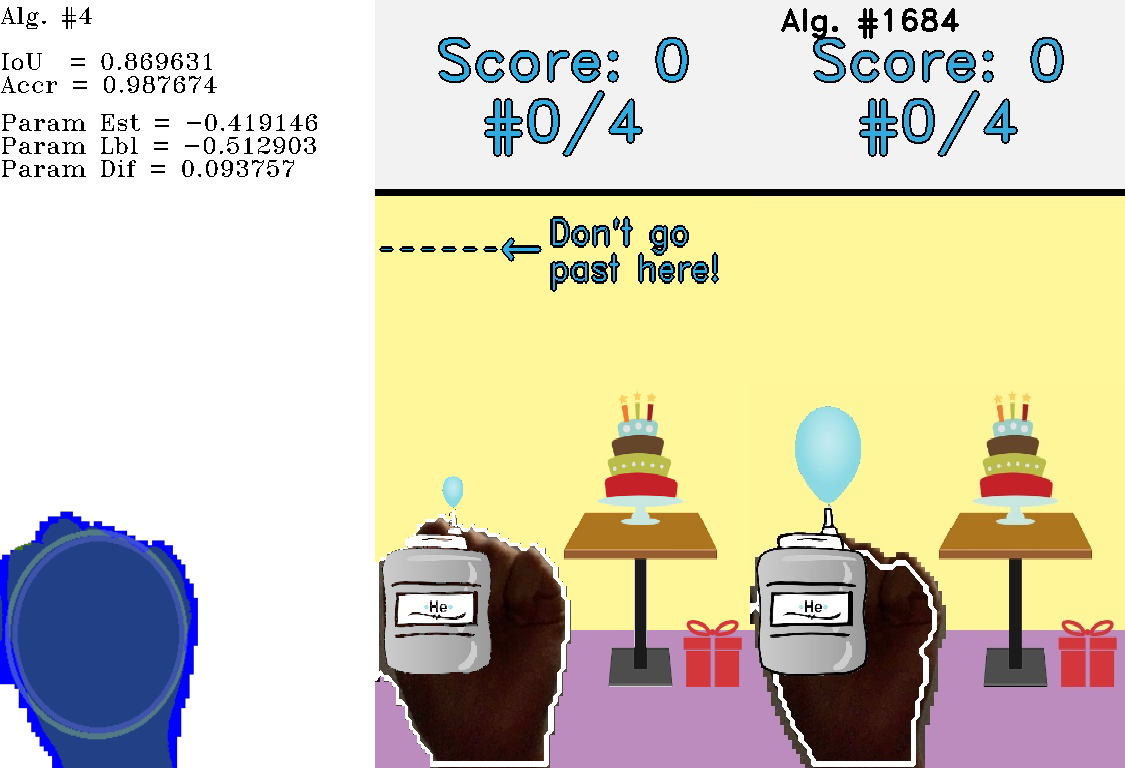 Alg. #4
IoU = 0.869631
Accr = 0.987674
Param Est = -0.419146
Param Lbl = -0.512903
Param Dif = 0.093757
Score: 0
#0/4
Don't go
past here!
He
Alg. #1684
Score: 0
#0/4
He